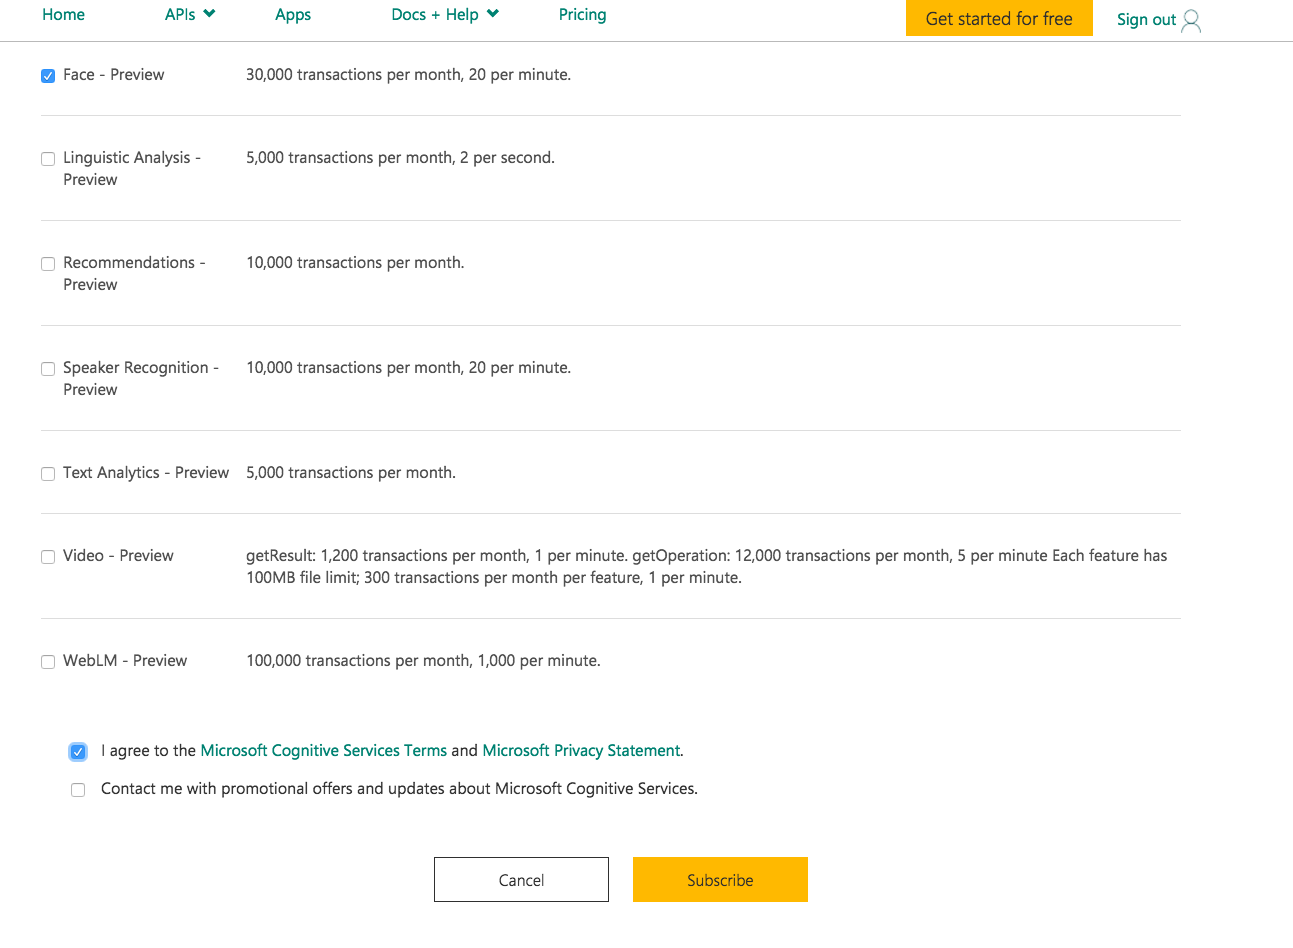 Home APIs Apps Docs + Help Pricing Get started for free Sign out
Face - Preview 30,000 transactions per month, 20 per minute.
Linguistic Analysis - 5,000 transactions per month, 2 per second.
Preview
Recommendations - 10,000 transactions per month.
Preview
Speaker Recognition - 10,000 transactions per month, 20 per minute.
Preview
Text Analytics - Preview 5,000 transactions per month.
Video - Preview getResult: 1,200 transactions per month, 1 per minute. getOperation: 12,000 transactions per month, 5 per minute Each feature has
100MB file limit; 300 transactions per month per feature, 1 per minute.
WebLM - Preview 100,000 transactions per month, 1,000 per minute.
I agree to the Microsoft Cognitive Services Terms and Microsoft Privacy Statement.
Contact me with promotional offers and updates about Microsoft Cognitive Services.
Cancel Subscribe